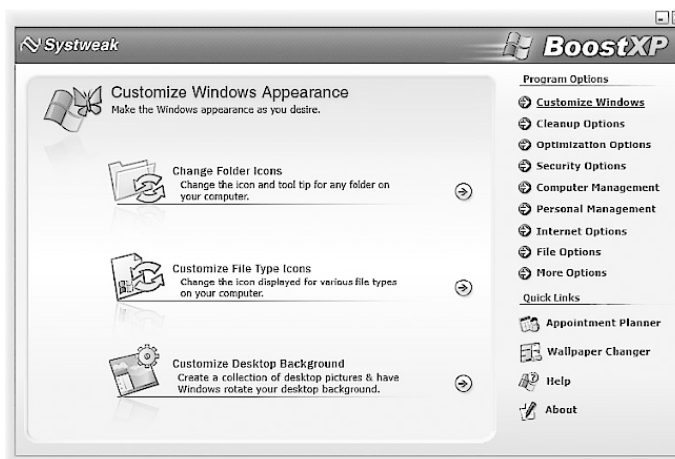 Systweak
BoostXP
Customize Windows Appearance
Make the Windows appearance as you desire.
Change Folder Icons
Change the icon and tool tip for any folder on
your computer.
Customize File Type Icons
Change the icon displayed for various file types
on your computer.
Customize Desktop Background
Create a collection of desktop pictures & have
Windows rotate your desktop background.
Program Options
Customize Windows
Cleanup Options
Optimization Options
Security Options
Computer Management
Personal Management
Internet Options
File Options
More Options
Quick Links
Appointment Planner
Wallpaper Changer
Help
About